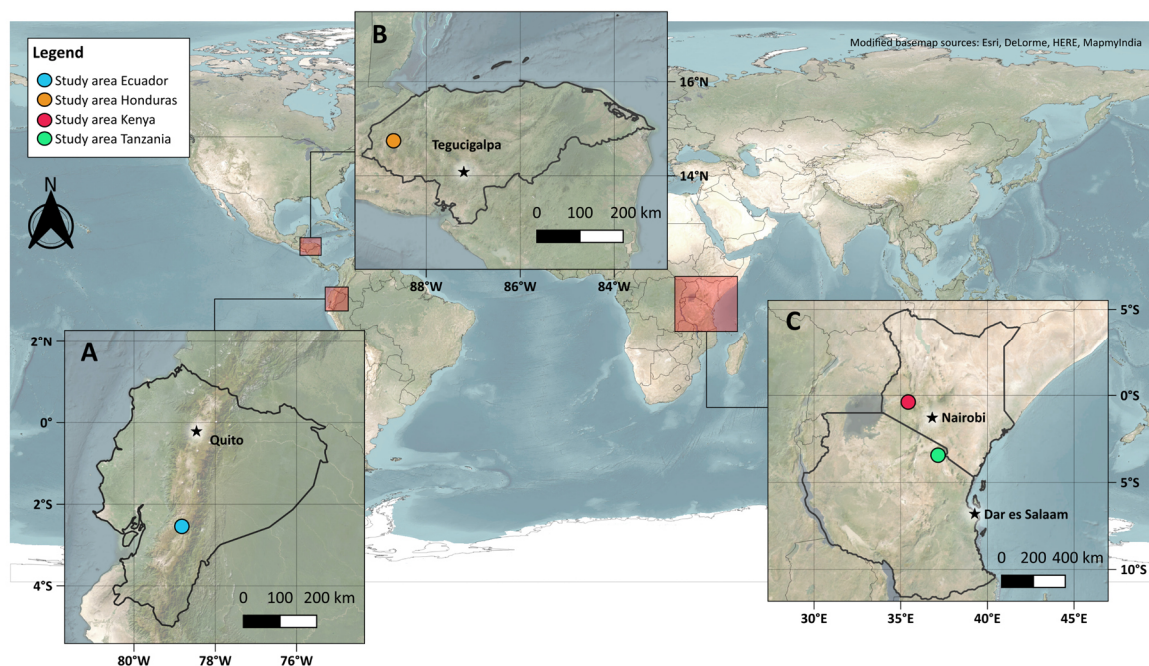 Modified basemap sources: Esri, DeLorme, HERE, MapmyIndia
Legend
Study area Ecuador
Study area Honduras
Study area Kenya
Study area Tanzania
N
B
Tegucigalpa
0 100 200 km
16°N
14°N
88°W 86°W 84°W
A
Quito
2°N
0°
2°S
4°S
0 100 200 km
80°W 78°W 76°W
C
Nairobi
Dar es Salaam
0 200 400 km
5°S
0°S
5°S
10°S
30°E 35°E 40°E 45°E